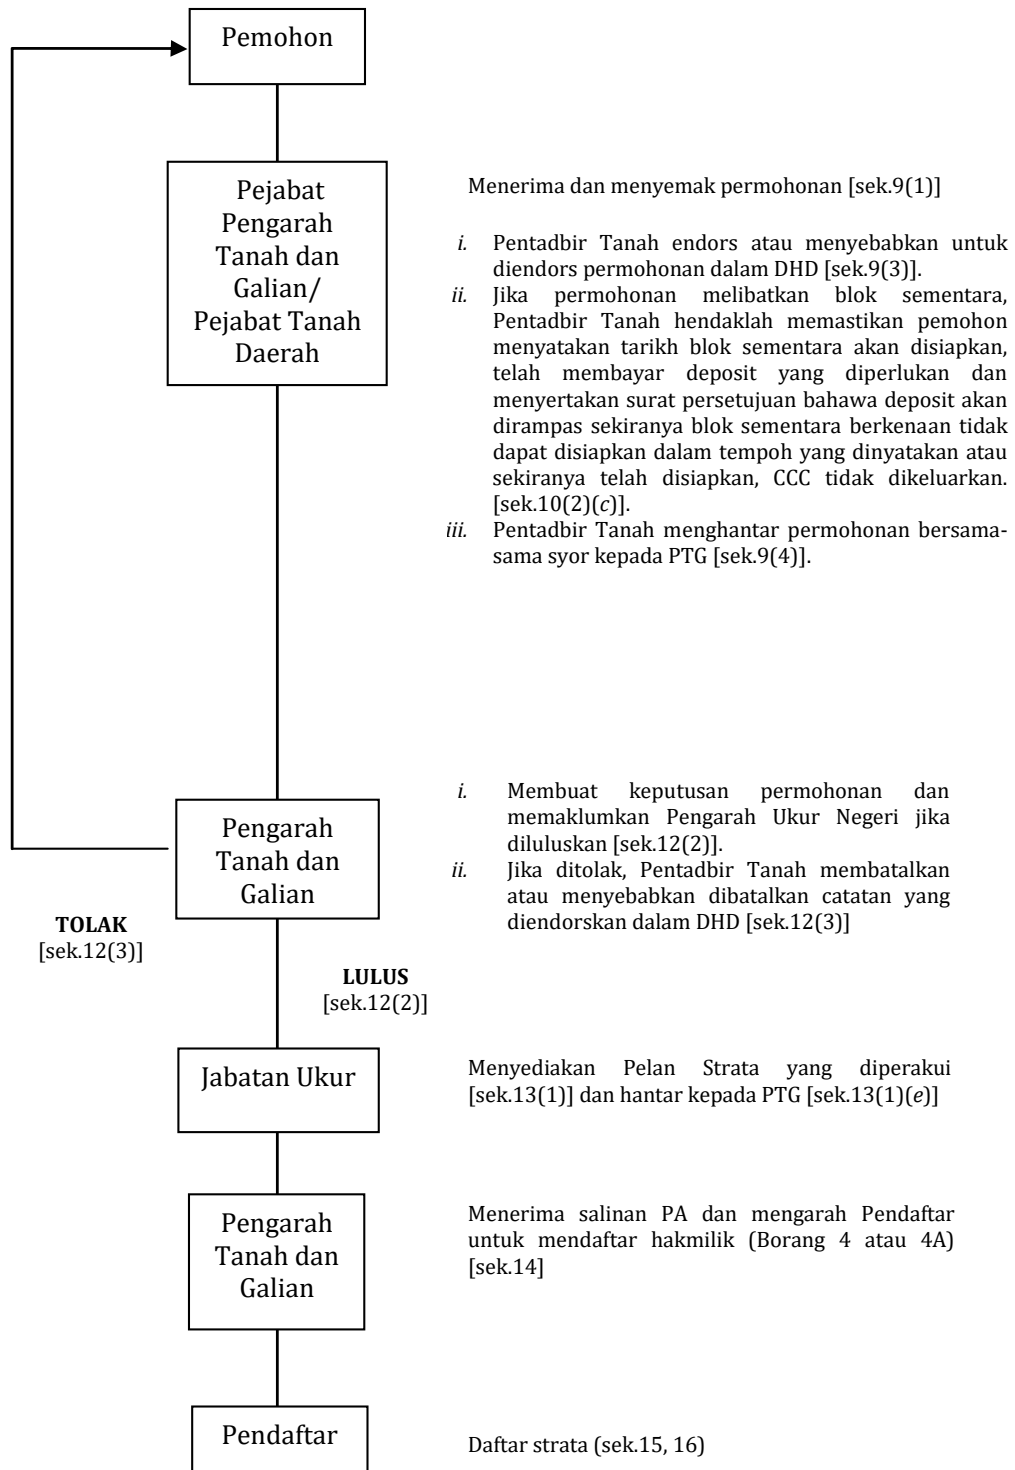 Pemohon
Pejabat
Pengarah
Tanah dan
Galian/
Pejabat Tanah
Daerah
Menerima dan menyemak permohonan [sek.9(1)]
i. Pentadbir Tanah endors atau menyebabkan untuk
diendors permohonan dalam DHD [sek.9(3)].
ii. Jika permohonan melibatkan blok sementara,
Pentadbir Tanah hendaklah memastikan pemohon
menyatakan tarikh blok sementara akan disiapkan,
telah membayar deposit yang diperlukan dan
menyertakan surat persetujuan bahawa deposit akan
dirampas sekiranya blok sementara berkenaan tidak
dapat disiapkan dalam tempoh yang dinyatakan atau
sekiranya telah disiapkan, CCC tidak dikeluarkan.
[sek.10(2)(c)].
iii. Pentadbir Tanah menghantar permohonan bersama-
sama syor kepada PTG [sek.9(4)].
Pengarah
Tanah dan
Galian
i. Membuat keputusan permohonan dan
memaklumkan Pengarah Ukur Negeri jika
diluluskan [sek.12(2)].
ii. Jika ditolak, Pentadbir Tanah membatalkan
atau menyebabkan dibatalkan catatan yang
diendorskan dalam DHD [sek.12(3)]
TOLAK
[sek.12(3)]
LULUS
[sek.12(2)]
Jabatan Ukur
Menyediakan Pelan Strata yang diperakui
[sek.13(1)] dan hantar kepada PTG [sek.13(1)(e)]
Pengarah
Tanah dan
Galian
Menerima salinan PA dan mengarah Pendaftar
untuk mendaftar hakmilik (Borang 4 atau 4A)
[sek.14]
Pendaftar
Daftar strata (sek.15, 16)